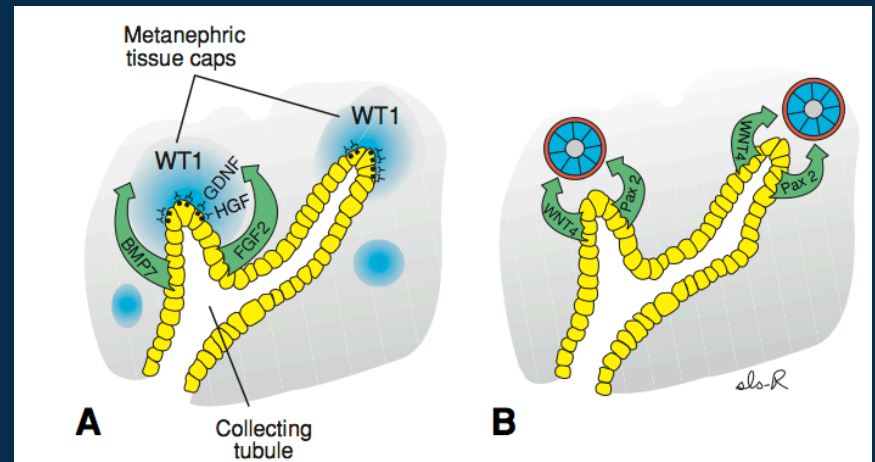 Metanephric
tissue caps
WT1
WT1
GDNF
HGF
BMP7
FGF2
A
Collecting
tubule
WNT4
Pax 2
WNT4
Pax 2
B
sls-R